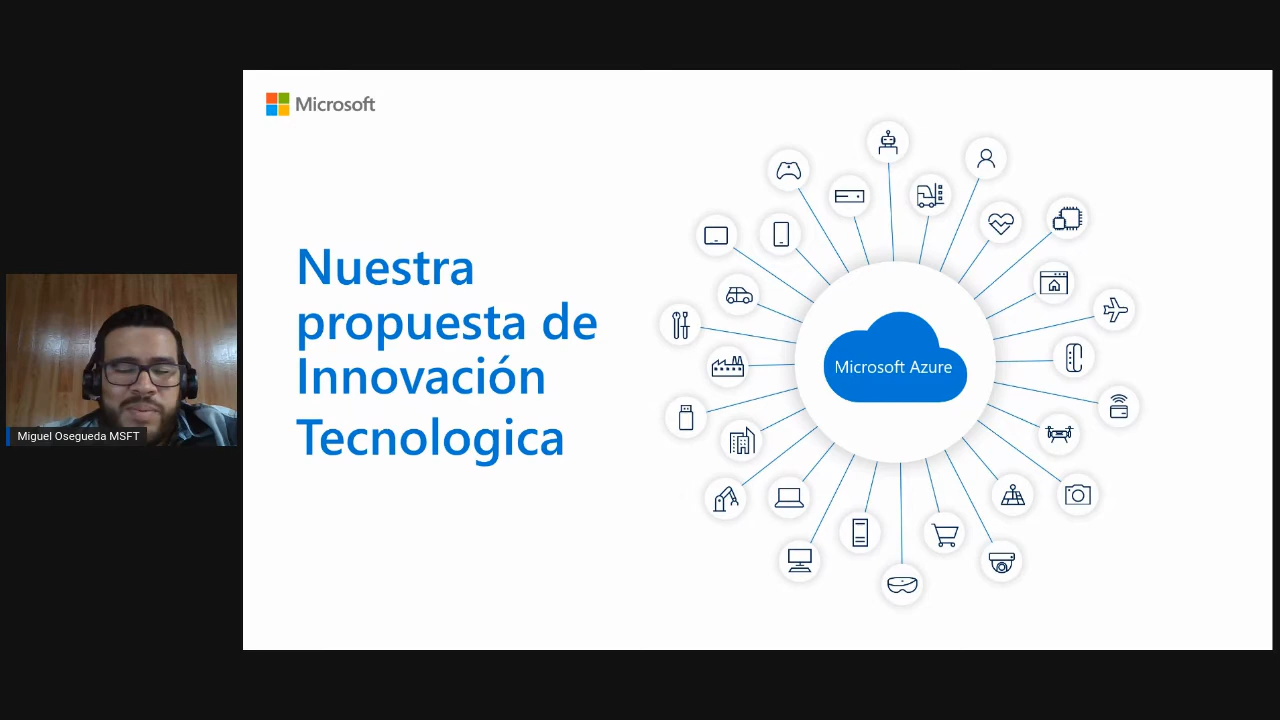 Microsoft
Nuestra
propuesta de
Innovación
Tecnologica
Microsoft Azure
Miguel Osegueda MSFT